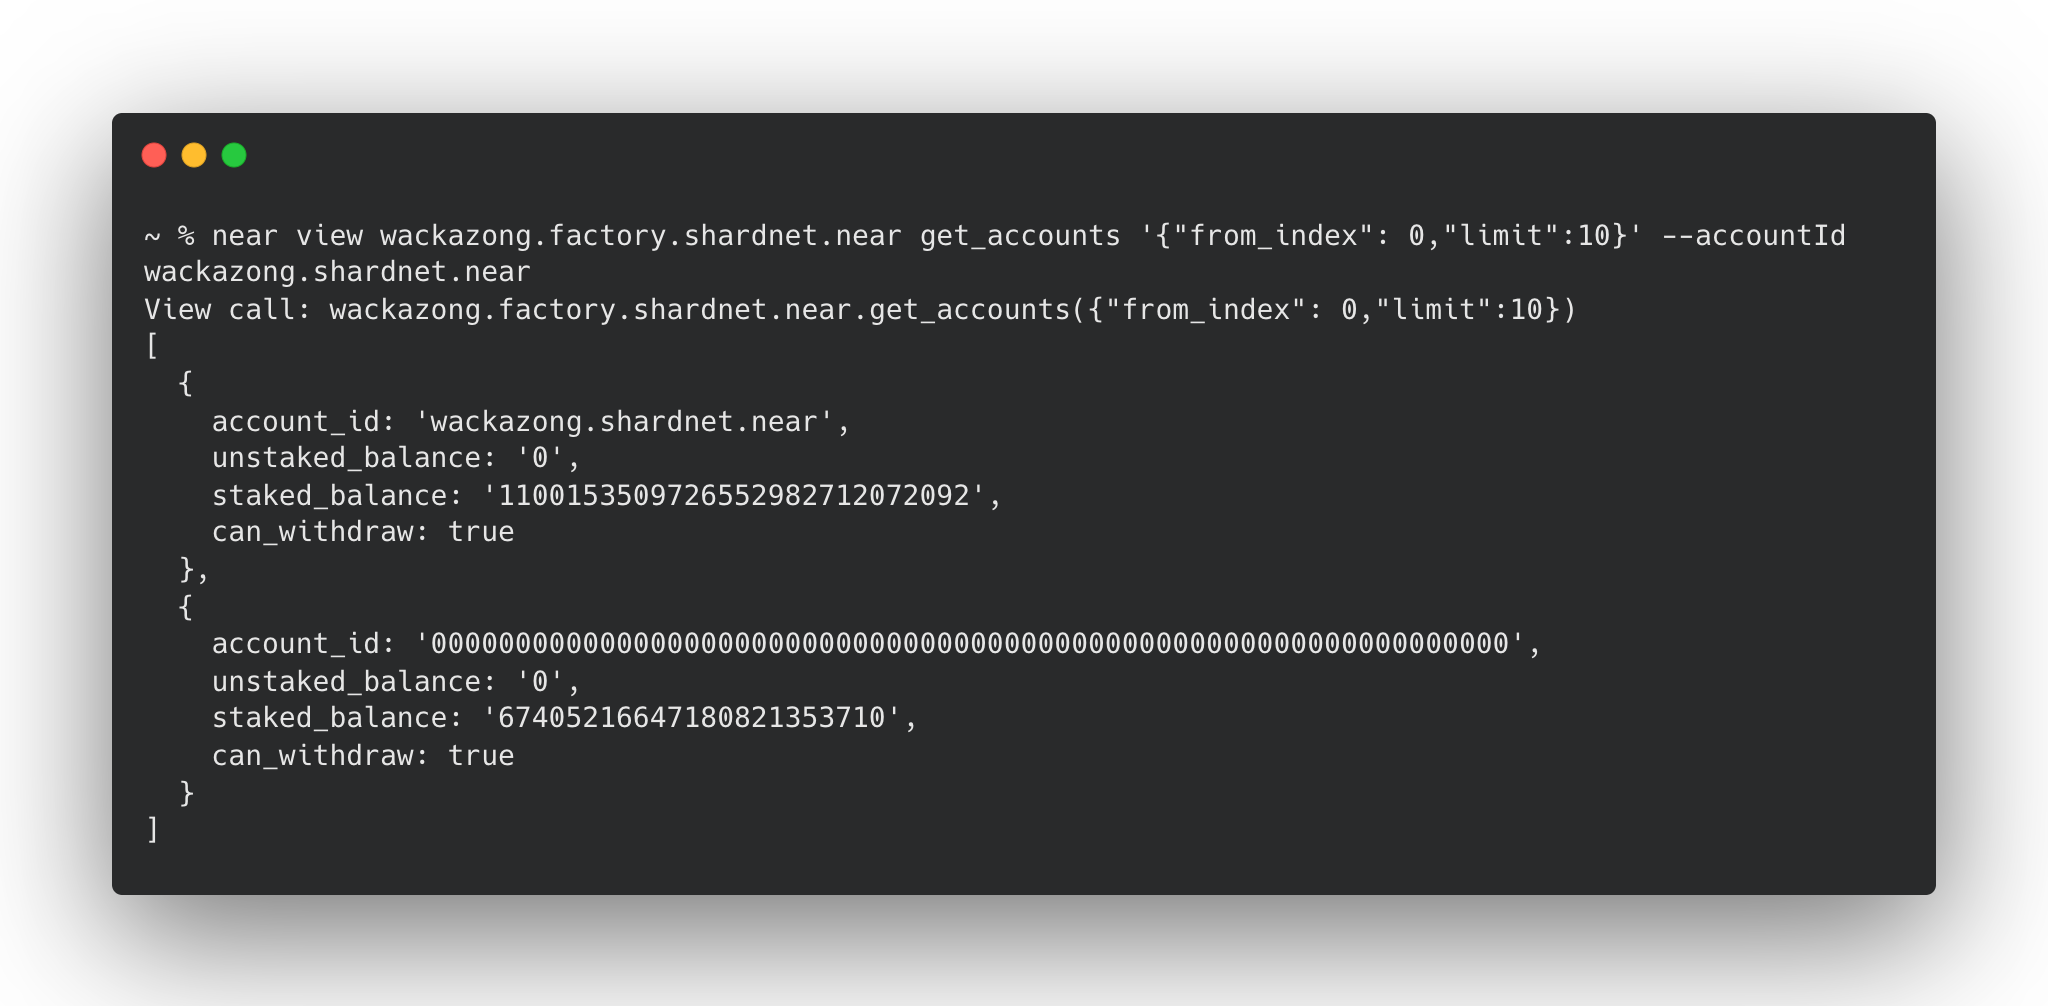 ~ % near view wackazong.factory.shardnet.near get_accounts '{"from_index": 0,"limit":10}' --accountId
wackazong.shardnet.near
View call: wackazong.factory.shardnet.near.get_accounts({"from_index": 0,"limit":10})
[
  {
    account_id: 'wackazong.shardnet.near',
    unstaked_balance: '0',
    staked_balance: '1100153509726552982712072092',
    can_withdraw: true
  },
  {
    account_id: '0000000000000000000000000000000000000000000000000000000000000000',
    unstaked_balance: '0',
    staked_balance: '67405216647180821353710',
    can_withdraw: true
  }
]